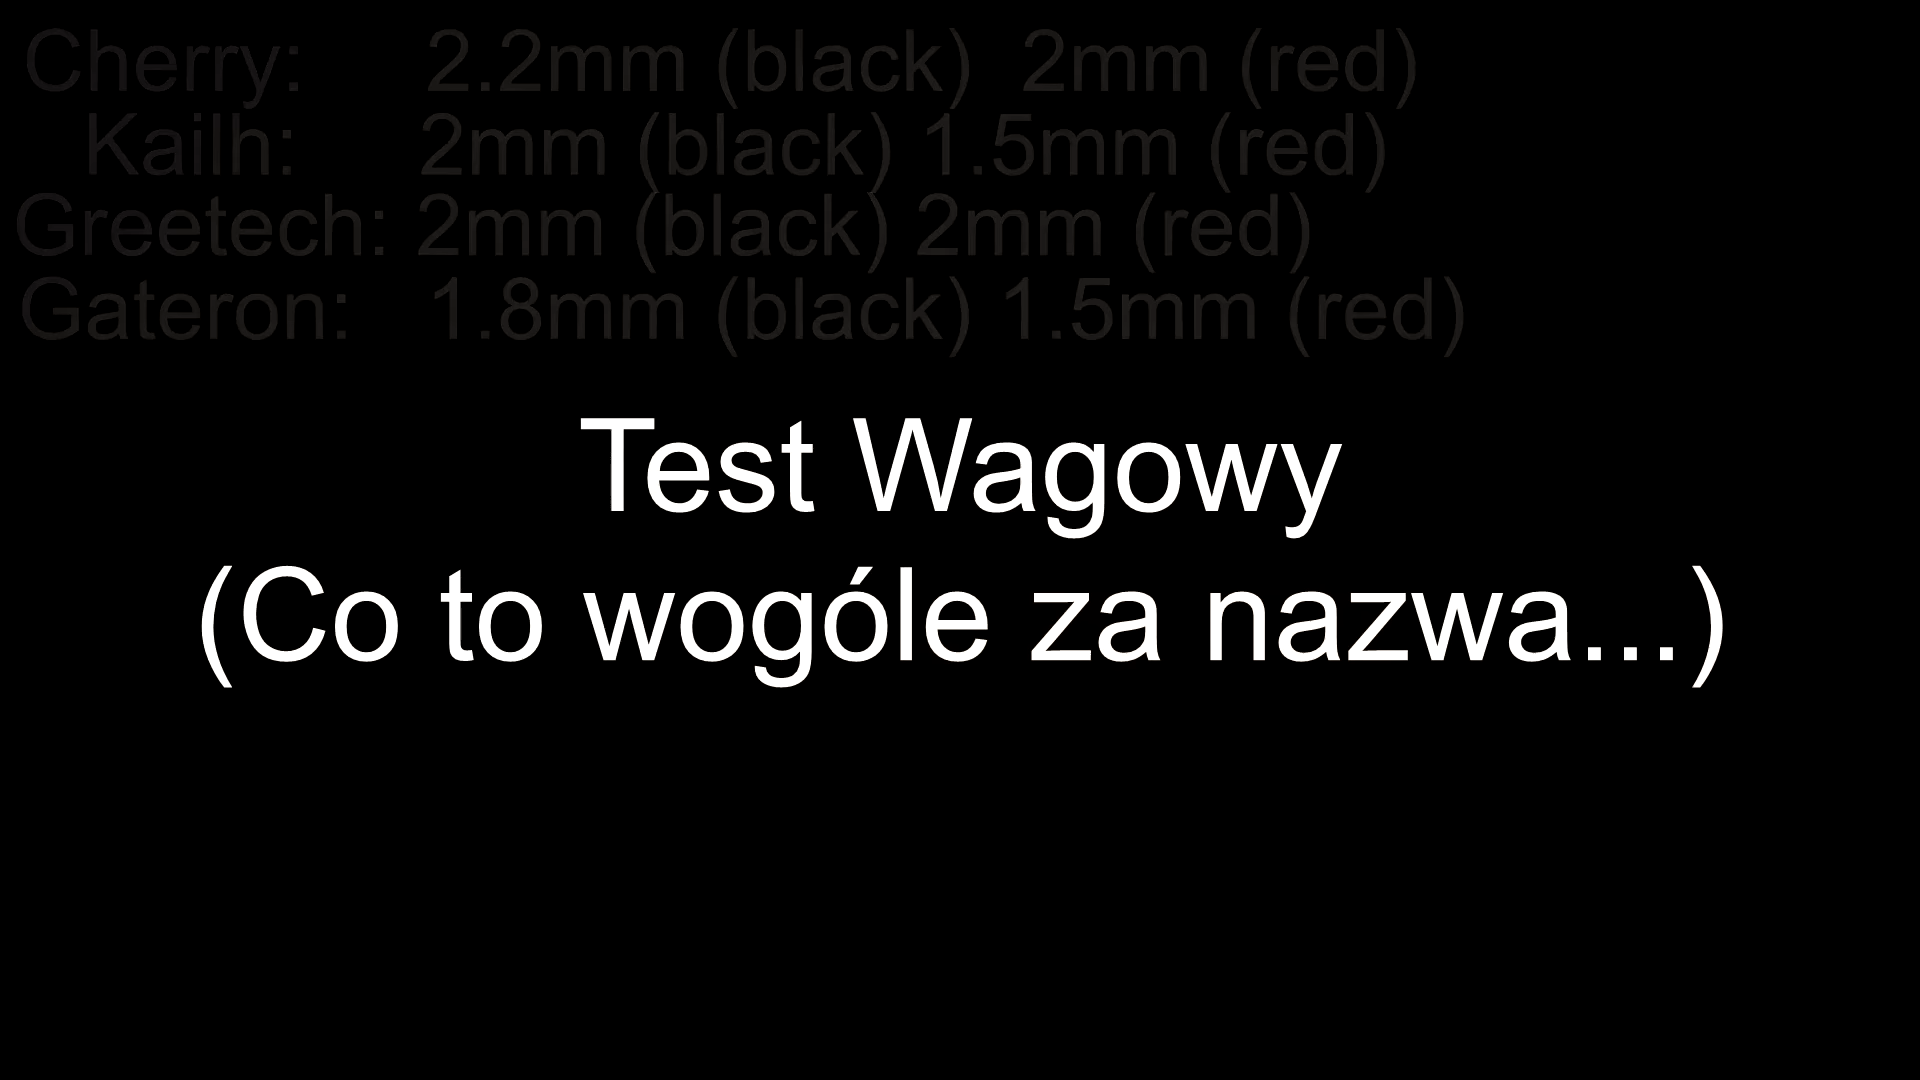 Cherry: 2.2mm (black) 2mm (red)
Kailh: 2mm (black) 1.5mm (red)
Greetech: 2mm (black) 2mm (red)
Gateron: 1.8mm (black) 1.5mm (red)
Test Wagowy
(Co to wogóle za nazwa...)